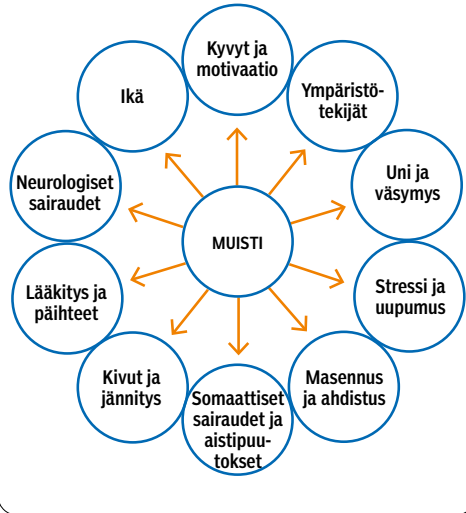 Kyvyt ja
motivaatio
Ympäristö-
tekijät
Uni ja
väsymys
Stressi ja
uupumus
Masennus
ja ahdistus
Somaattiset
sairaudet ja
aistipuu-
tokset
Kivut ja
jännitys
Lääkitys ja
päihteet
Neurologiset
sairaudet
Ikä
MUISTI